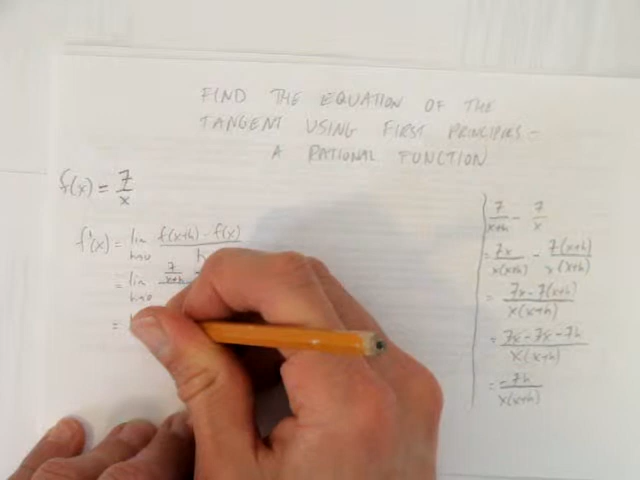 FIND THE EQUATION OF THE
TANGENT USING FIRST PRINCIPLES -
A RATIONAL FUNCTION
f(x) = 7/x
f'(x) = lim h→0 f(x+h) - f(x)
= lim h→0 7/x+h
=
7/x+h - 7/x
= 7x/x(x+h) - 7(x+h)/x(x+h)
= 7x-7(x+h)/x(x+h)
= 7x-7x-7h/x(x+h)
= -7h/x(x+h)